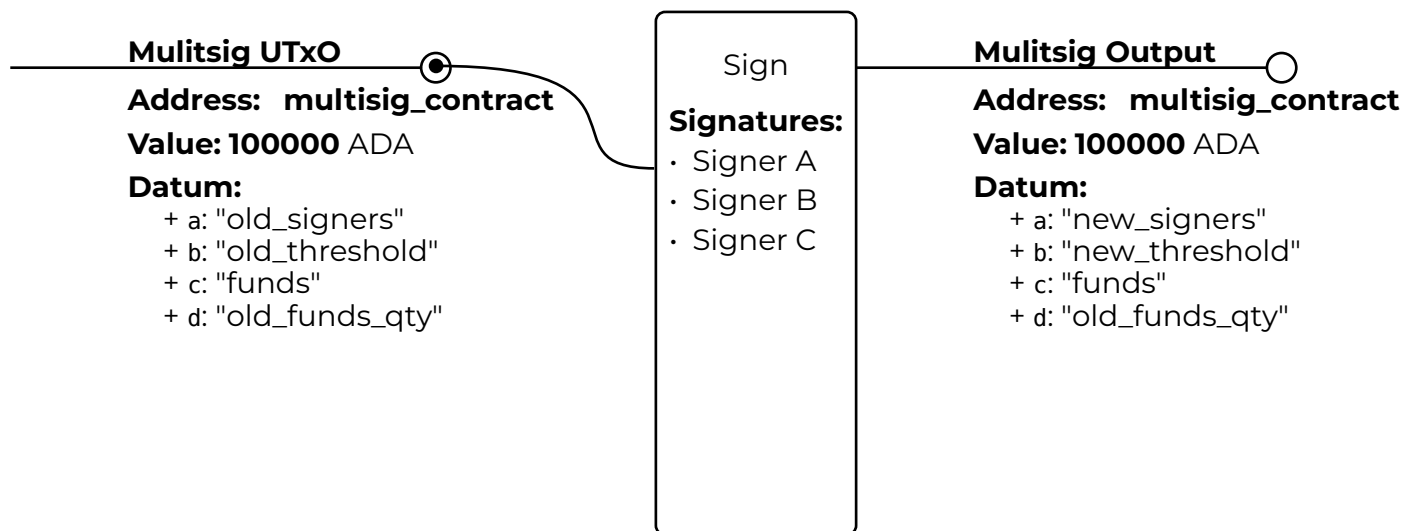 Mulitsig UTxO
Address: multisig_contract
Value: 100000 ADA
Datum:
+ a: "old_signers"
+ b: "old_threshold"
+ c: "funds"
+ d: "old_funds_qty"
Sign
Signatures:
· Signer A
· Signer B
· Signer C
Mulitsig Output
Address: multisig_contract
Value: 100000 ADA
Datum:
+ a: "new_signers"
+ b: "new_threshold"
+ c: "funds"
+ d: "old_funds_qty"